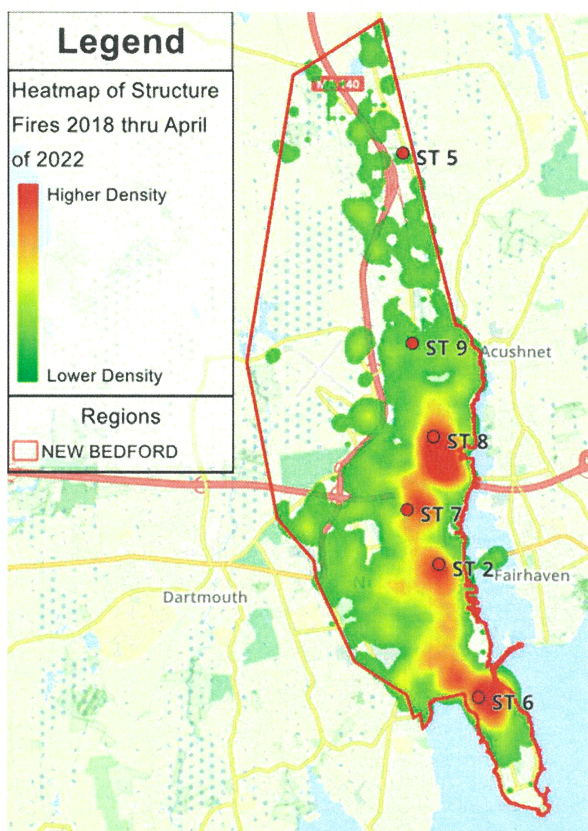 Legend
Heatmap of Structure
Fires 2018 thru April
of 2022
Higher Density
Lower Density
Regions
NEW BEDFORD
ST 5
ST 9
Acushnet
ST 8
ST 7
ST 2
Fairhaven
Dartmouth
ST 6